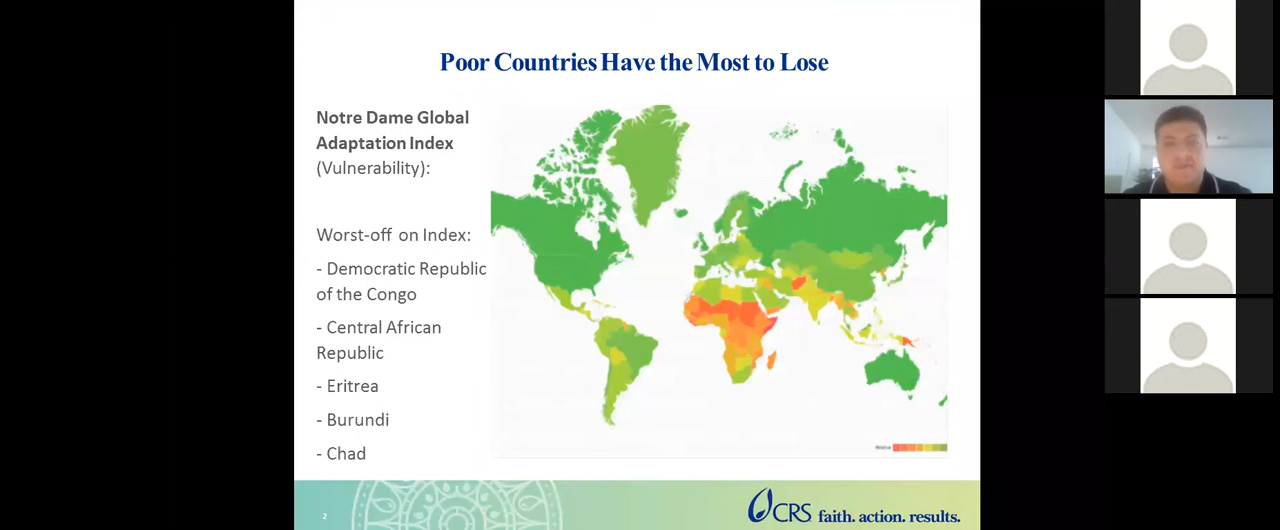 Poor Countries Have the Most to Lose
Notre Dame Global
Adaptation Index
(Vulnerability):
Worst-off on Index:
- Democratic Republic
of the Congo
- Central African
Republic
- Eritrea
- Burundi
- Chad
2
CRS faith. action. results.